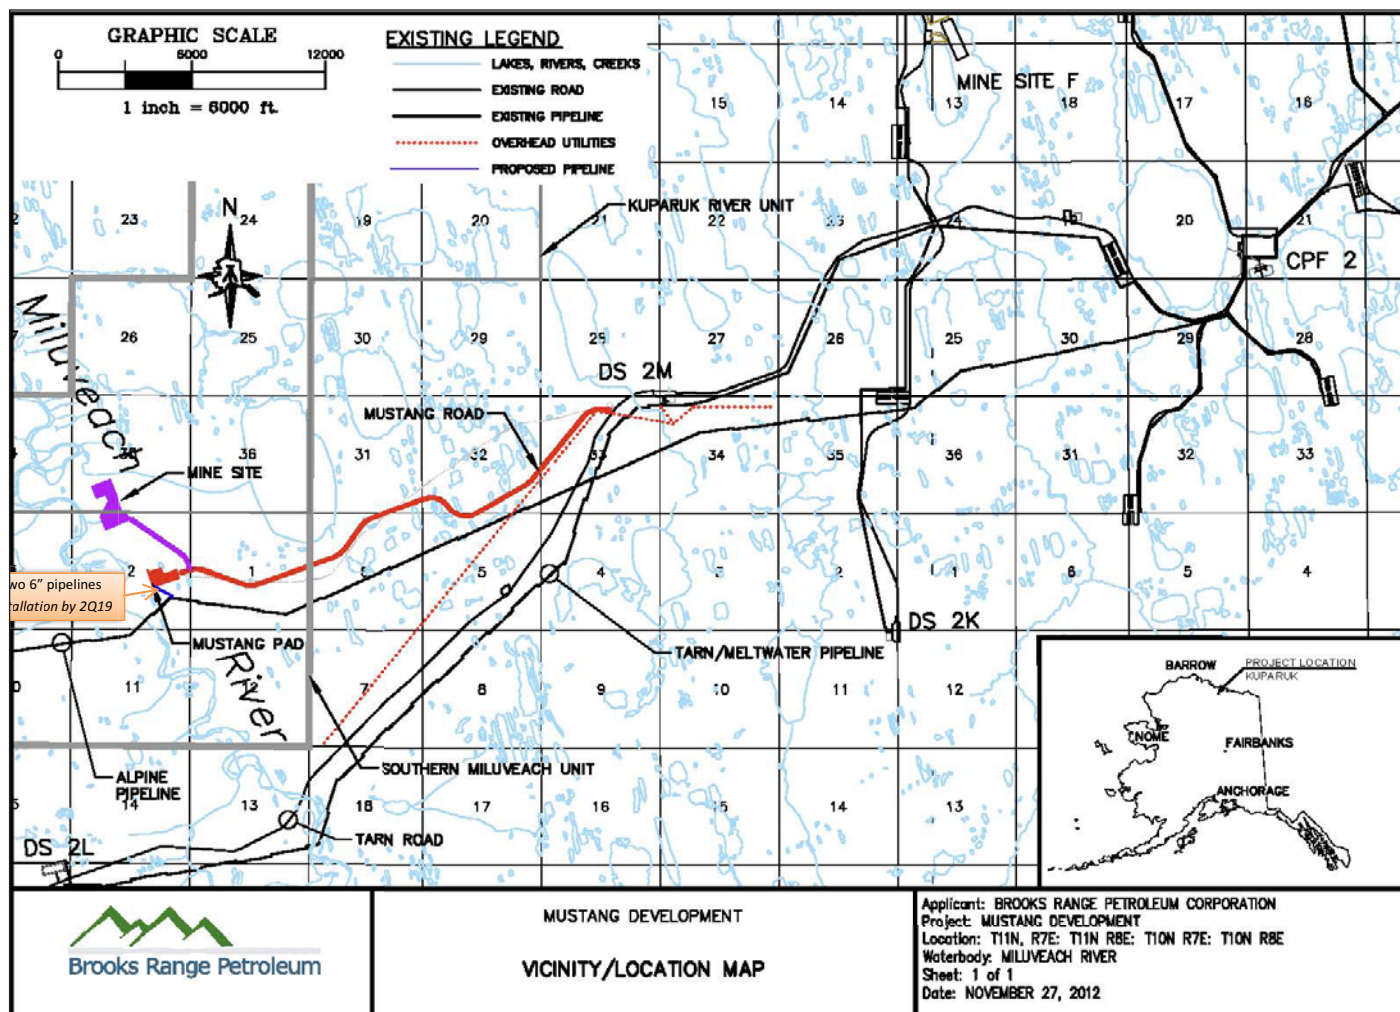 GRAPHIC SCALE
0 6000 12000
1 inch = 6000 ft.
EXISTING LEGEND
LAKES, RIVERS, CREEKS
EXISTING ROAD
EXISTING PIPELINE
OVERHEAD UTILITIES
PROPOSED PIPELINE
MINE SITE F
15 14 13 18 17 16
23 24 19 20 21 22 23 24 19 20 21
N
KUPARUK RIVER UNIT
CPF 2
Miluveach
26 25 30 29 28 27 26 25 30 29 28
DS 2M
MUSTANG ROAD
35 36 31 32 33 34 35 36 31 32 33
MINE SITE
2 1 6 5 4 3 2 1 6 5 4
wo 6" pipelines
tallation by 2Q19
MUSTANG PAD
River
DS 2K
TARN/MELTWATER PIPELINE
11 12 7 8 9 10 11 12
ALPINE
PIPELINE
SOUTHERN MILUVEACH UNIT
14 13 18 17 16 15 14 13
TARN ROAD
DS 2L
BARROW
PROJECT LOCATION
KUPARUK
NOME
FAIRBANKS
ANCHORAGE
Brooks Range Petroleum
MUSTANG DEVELOPMENT
VICINITY/LOCATION MAP
Applicant: BROOKS RANGE PETROLEUM CORPORATION
Project: MUSTANG DEVELOPMENT
Location: T11N, R7E: T11N R8E: T10N R7E: T10N R8E
Waterbody: MILUVEACH RIVER
Sheet: 1 of 1
Date: NOVEMBER 27, 2012